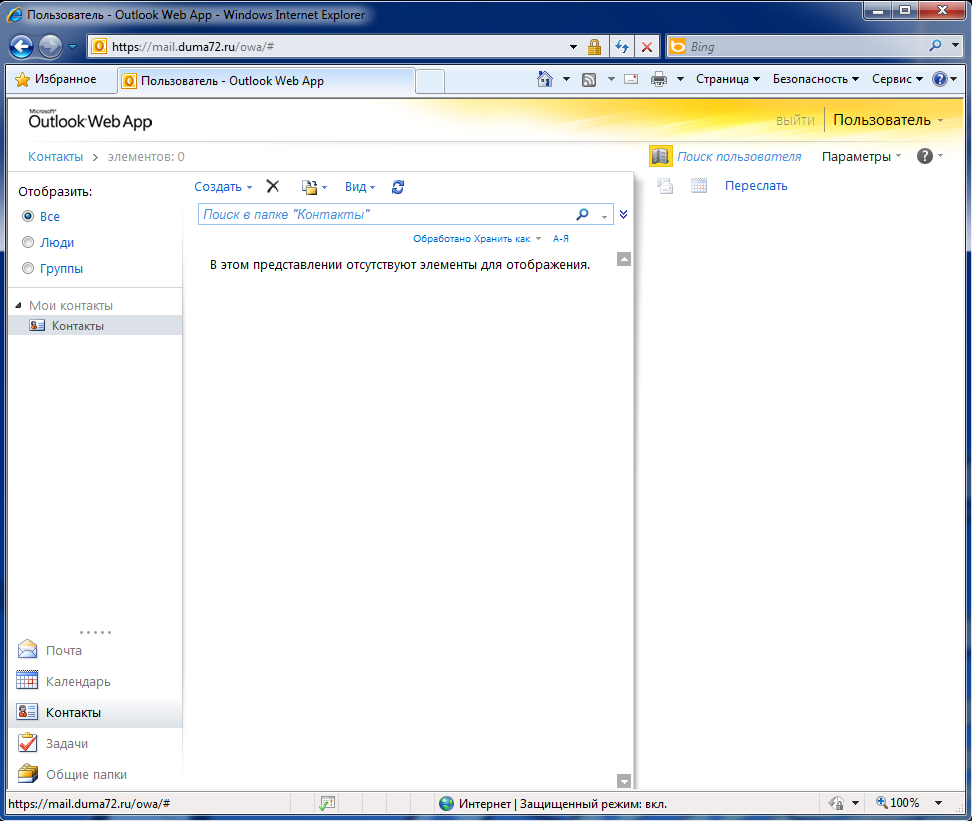 Пользователь - Outlook Web App - Windows Internet Explorer
https://mail.duma72.ru/owa/#
Bing
Избранное
Пользователь - Outlook Web App
Страница
Безопасность
Сервис
Microsoft®
Outlook Web App
выйти
Пользователь
Контакты > элементов: 0
Поиск пользователя
Параметры
Отобразить:
Все
Люди
Группы
Мои контакты
Контакты
Создать
Вид
Поиск в папке "Контакты"
Обработано Хранить как
А-Я
В этом представлении отсутствуют элементы для отображения.
Переслать
Почта
Календарь
Контакты
Задачи
Общие папки
https://mail.duma72.ru/owa/#
Интернет | Защищенный режим: вкл.
100%